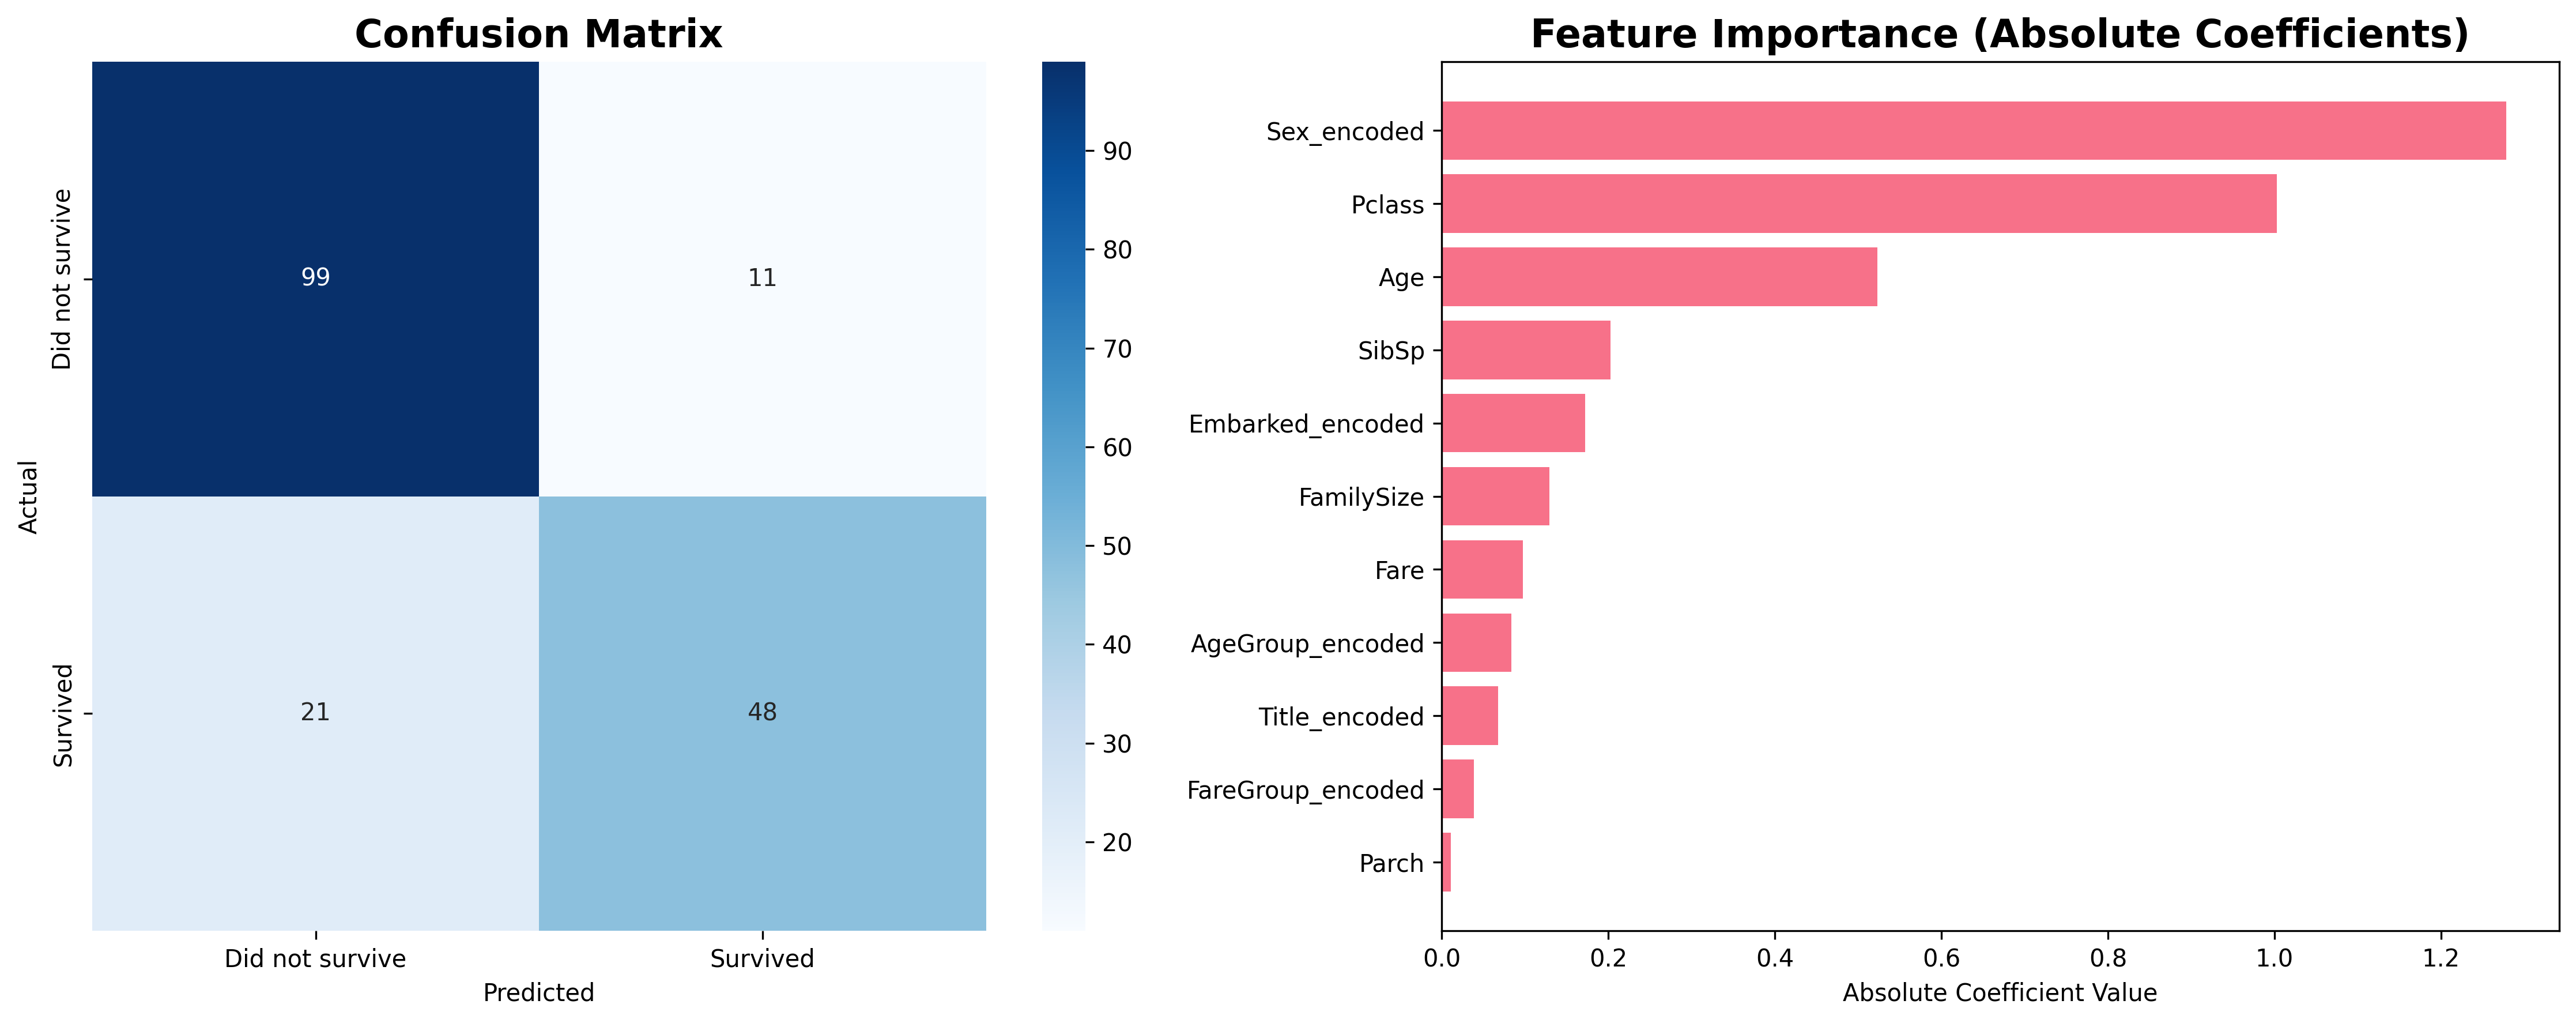 Confusion Matrix
Did not survive
Survived
Actual
99
11
21
48
Did not survive
Survived
Predicted
90
80
70
60
50
40
30
20
Feature Importance (Absolute Coefficients)
Sex_encoded
Pclass
Age
SibSp
Embarked_encoded
FamilySize
Fare
AgeGroup_encoded
Title_encoded
FareGroup_encoded
Parch
0.0
0.2
0.4
0.6
0.8
1.0
1.2
Absolute Coefficient Value